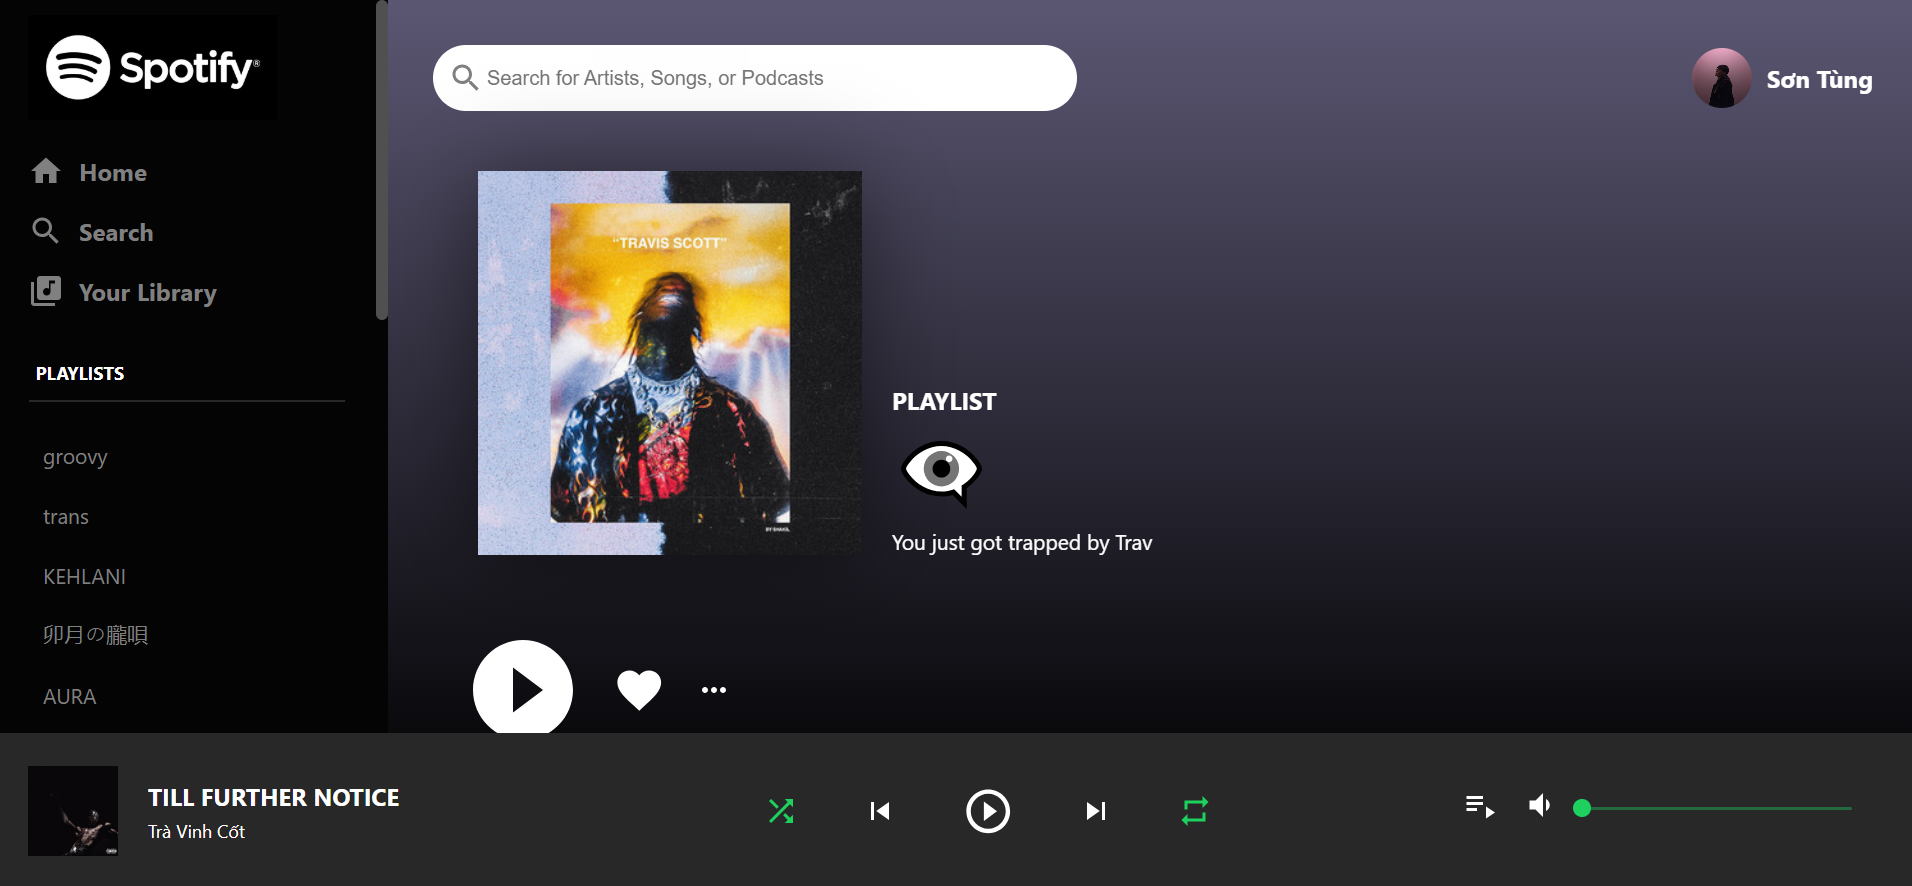 Spotify®
Search for Artists, Songs, or Podcasts
Sơn Tùng
Home
Search
Your Library
PLAYLISTS
groovy
trans
KEHLANI
卯月の朧唄
AURA
"TRAVIS SCOTT"
PLAYLIST
You just got trapped by Trav
TILL FURTHER NOTICE
Trà Vinh Cốt